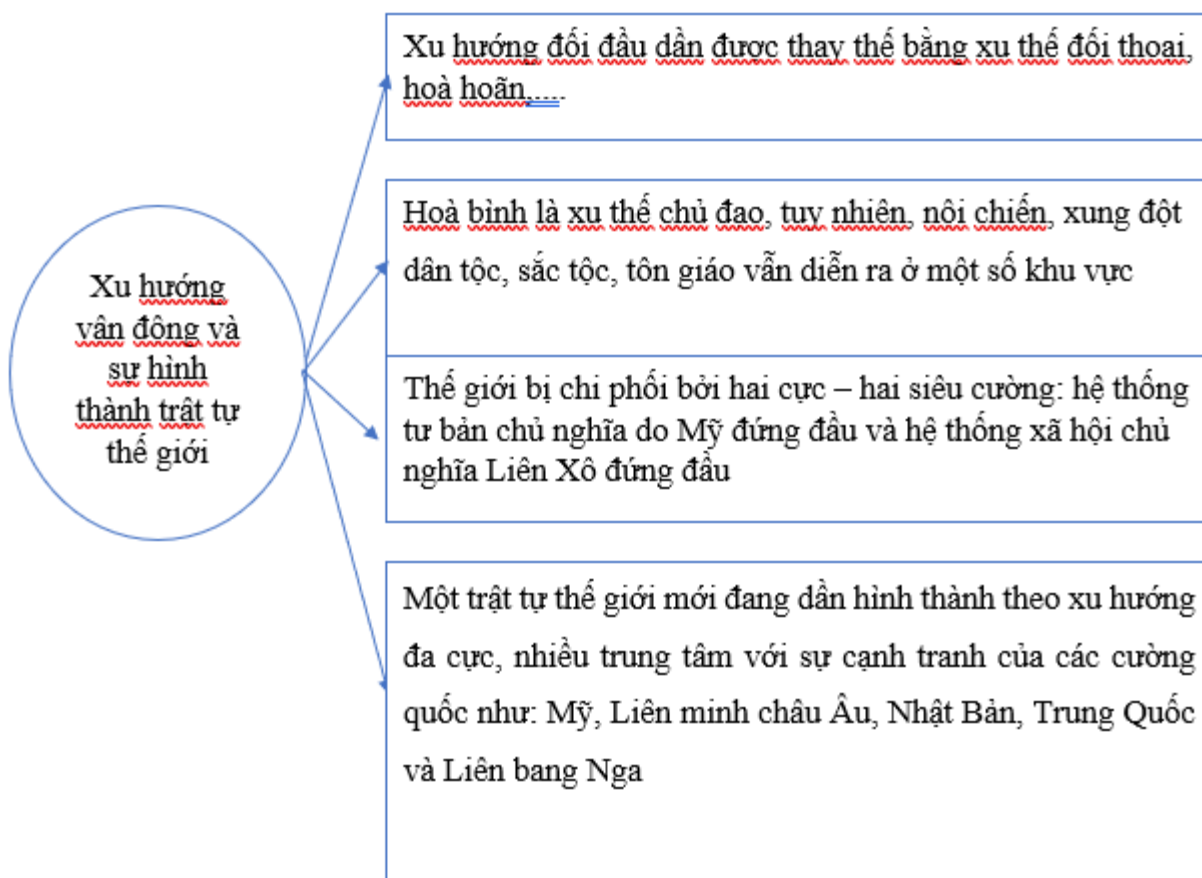 Xu hướng
vận động và
sự hình
thành trật tự
thế giới
Xu hướng đối đầu dần được thay thế bằng xu thế đối thoại,
hoà hoãn.....
Hoà bình là xu thế chủ đạo, tuy nhiên, nội chiến, xung đột
dân tộc, sắc tộc, tôn giáo vẫn diễn ra ở một số khu vực
Thế giới bị chi phối bởi hai cực – hai siêu cường: hệ thống
tư bản chủ nghĩa do Mỹ đứng đầu và hệ thống xã hội chủ
nghĩa Liên Xô đứng đầu
Một trật tự thế giới mới đang dần hình thành theo xu hướng
đa cực, nhiều trung tâm với sự cạnh tranh của các cường
quốc như: Mỹ, Liên minh châu Âu, Nhật Bản, Trung Quốc
và Liên bang Nga